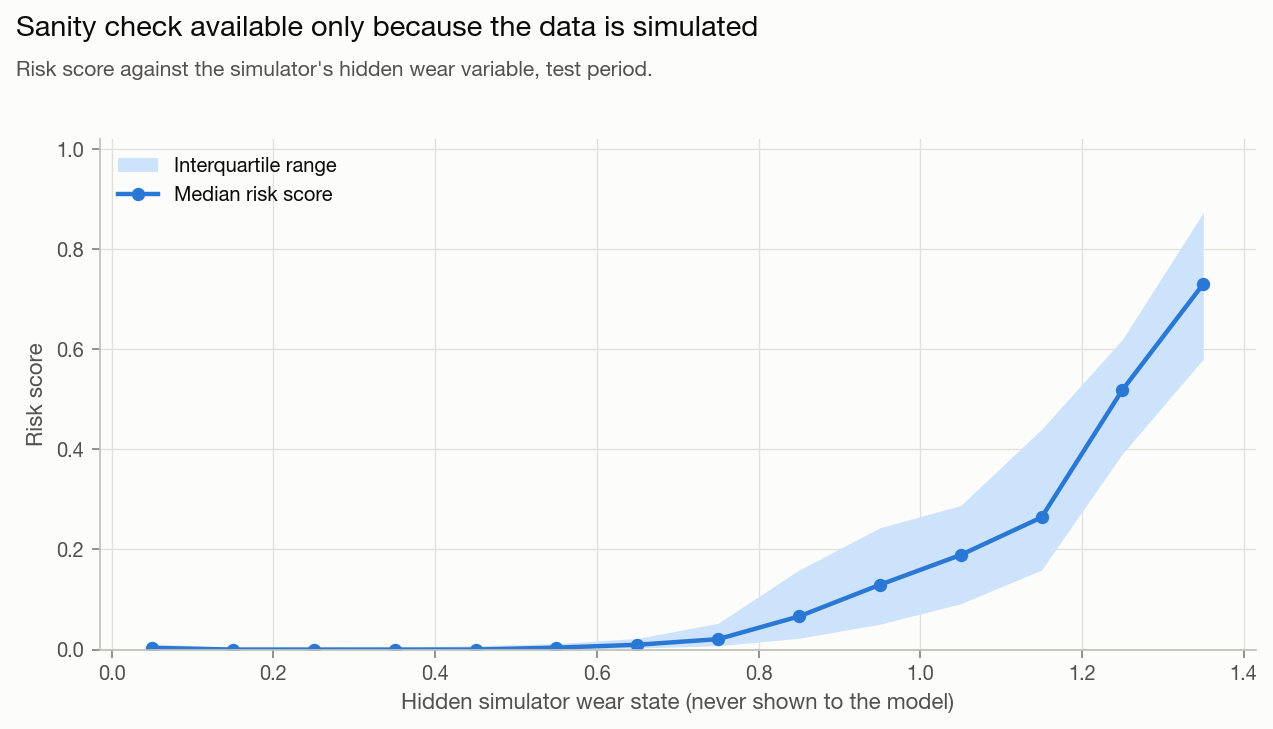 Sanity check available only because the data is simulated
Risk score against the simulator's hidden wear variable, test period.
Interquartile range
Median risk score
Risk score
1.0
0.8
0.6
0.4
0.2
0.0
0.0 0.2 0.4 0.6 0.8 1.0 1.2 1.4
Hidden simulator wear state (never shown to the model)